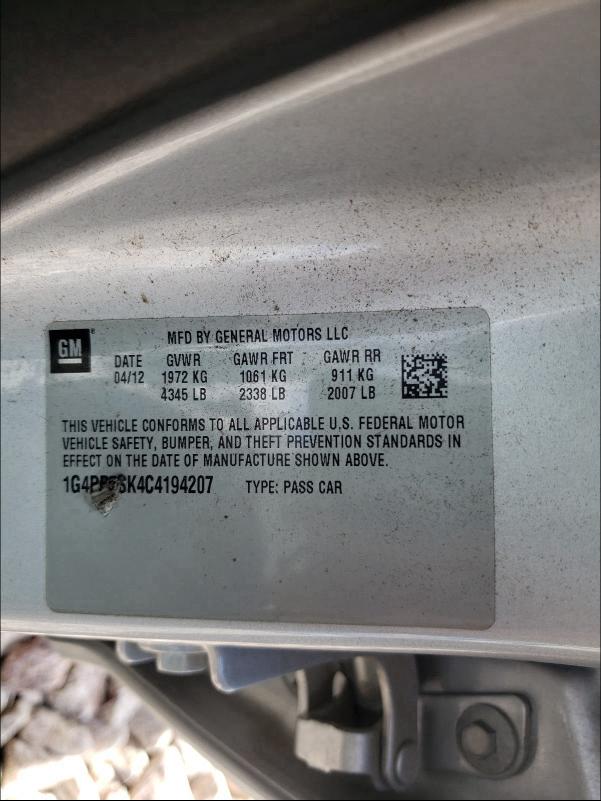 GM
MFD BY GENERAL MOTORS LLC
DATE GVWR GAWR FRT GAWR RR
04/12 1972 KG 1061 KG 911 KG
4345 LB 2338 LB 2007 LB
THIS VEHICLE CONFORMS TO ALL APPLICABLE U.S. FEDERAL MOTOR
VEHICLE SAFETY, BUMPER, AND THEFT PREVENTION STANDARDS IN
EFFECT ON THE DATE OF MANUFACTURE SHOWN ABOVE.
1G4PP5SK4C4194207 TYPE: PASS CAR